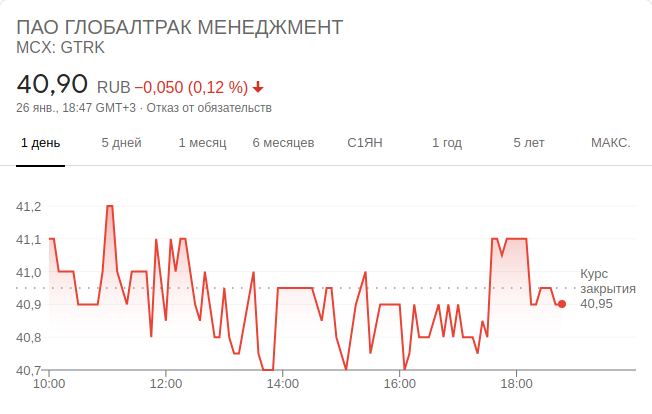 ПАО ГЛОБАЛТРАК МЕНЕДЖМЕНТ
MCX: GTRK
40,90 RUB −0,050 (0,12 %)
26 янв., 18:47 GMT+3 · Отказ от обязательств
1 день 5 дней 1 месяц 6 месяцев С1ЯН 1 год 5 лет МАКС.
41,2
41,1
41,0
40,9
40,8
40,7
Курс
закрытия
40,95
10:00 12:00 14:00 16:00 18:00